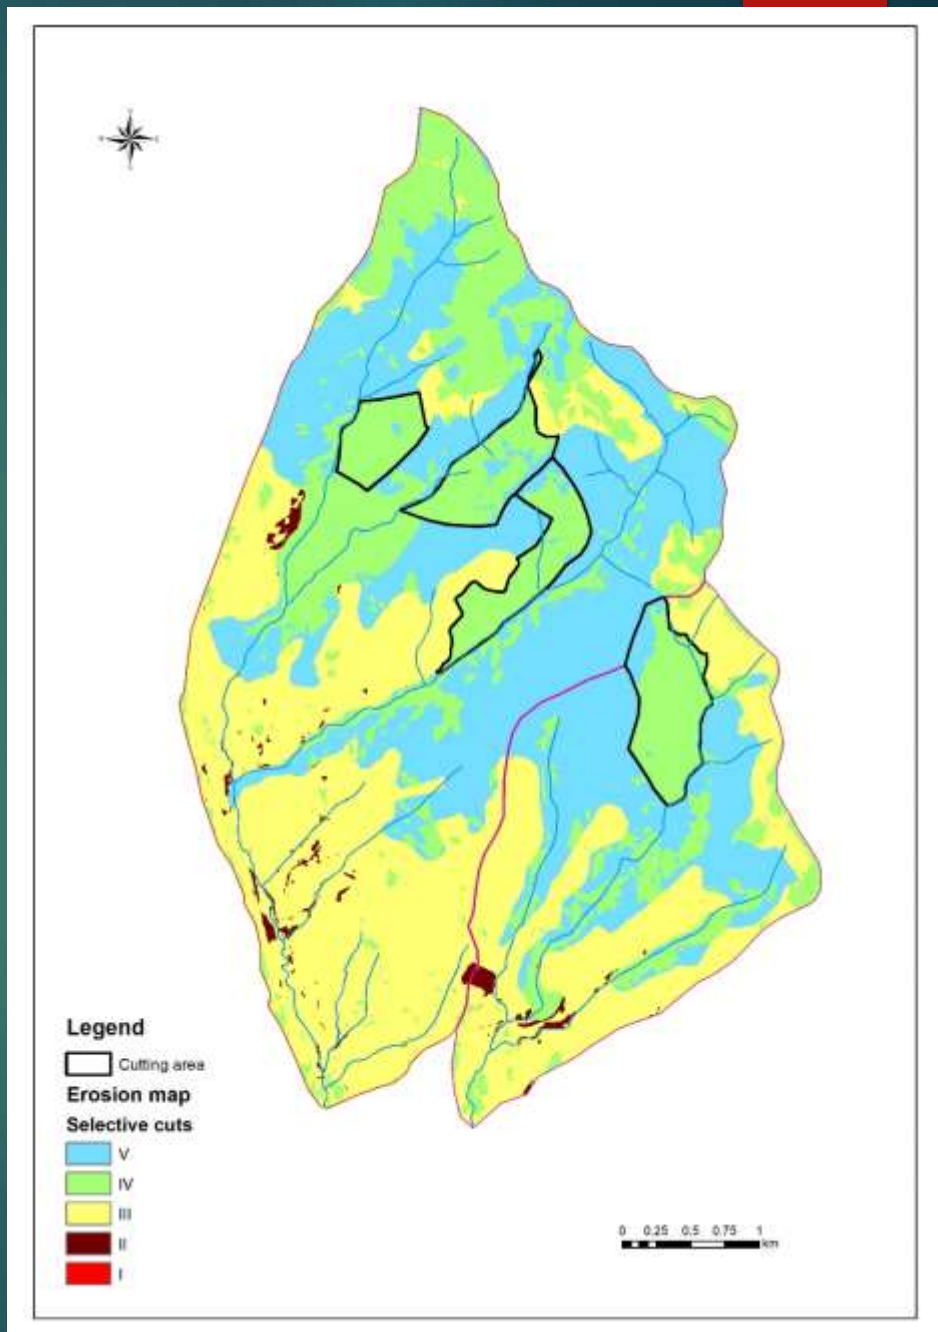 Legend
Cutting area
Erosion map
Selective cuts
V
IV
III
II
I
0 0.25 0.5 0.75 1
km